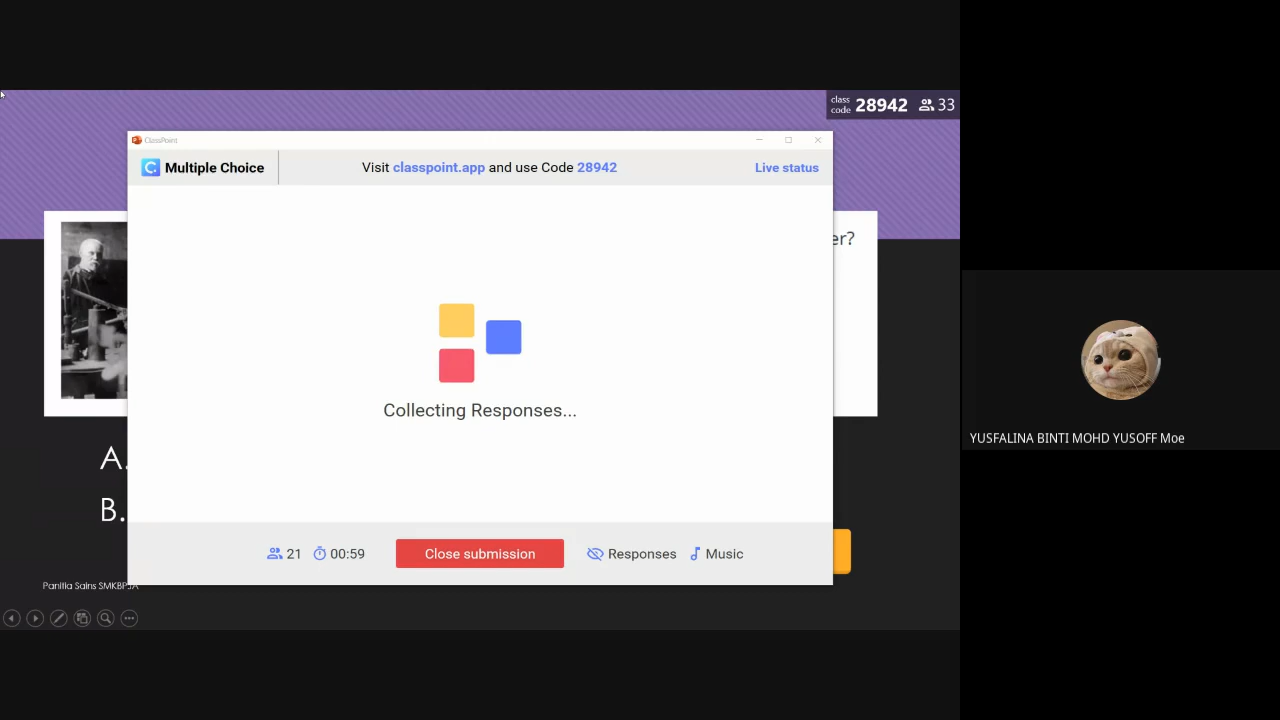 class code 28942 33
ClassPoint
Multiple Choice
Visit classpoint.app and use Code 28942
Live status
er?
Collecting Responses...
A.
B.
21
00:59
Close submission
Responses
Music
Panitia Sains SMKBPJA
YUSFALINA BINTI MOHD YUSOFF Moe